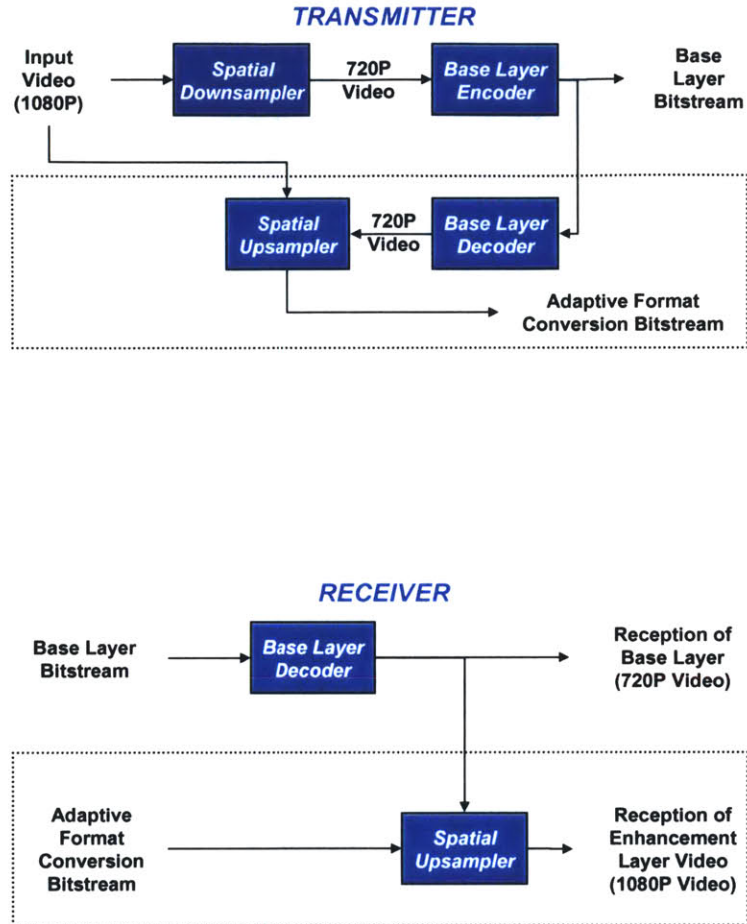 TRANSMITTER
Input
Video
(1080P)
Spatial
Downsampler
720P
Video
Base Layer
Encoder
Base
Layer
Bitstream
Spatial
Upsampler
720P
Video
Base Layer
Decoder
Adaptive Format
Conversion Bitstream
RECEIVER
Base Layer
Bitstream
Base Layer
Decoder
Reception of
Base Layer
(720P Video)
Adaptive
Format
Conversion
Bitstream
Spatial
Upsampler
Reception of
Enhancement
Layer Video
(1080P Video)